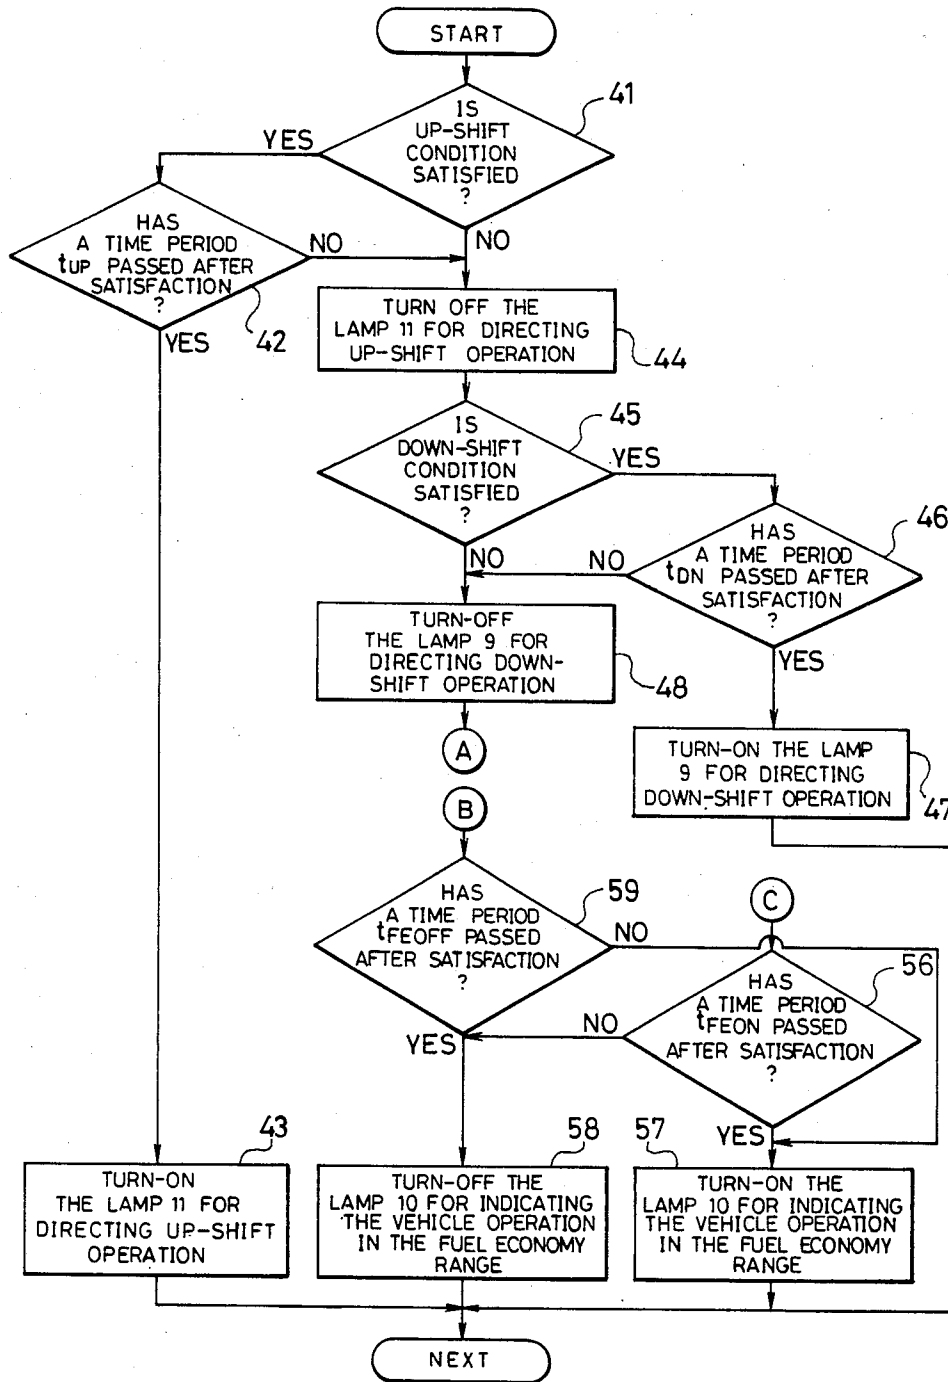 START
IS
UP-SHIFT
CONDITION
SATISFIED
?
41
YES
NO
HAS
A TIME PERIOD
tUP PASSED AFTER
SATISFACTION
?
NO
YES
42
TURN OFF THE
LAMP 11 FOR DIRECTING
UP-SHIFT OPERATION
44
IS
DOWN-SHIFT
CONDITION
SATISFIED
?
45
YES
NO
HAS
A TIME PERIOD
tDN PASSED AFTER
SATISFACTION
?
46
NO
YES
TURN-OFF
THE LAMP 9 FOR
DIRECTING DOWN-
SHIFT OPERATION
48
A
TURN-ON THE LAMP
9 FOR DIRECTING
DOWN-SHIFT OPERATION
47
B
HAS
A TIME PERIOD
tFEOFF PASSED
AFTER SATISFACTION
?
59
NO
YES
C
HAS
A TIME PERIOD
tFEON PASSED
AFTER SATISFACTION
?
56
NO
YES
43
TURN-ON
THE LAMP 11 FOR
DIRECTING UP-SHIFT
OPERATION
58
TURN-OFF THE
LAMP 10 FOR INDICATING
THE VEHICLE OPERATION
IN THE FUEL ECONOMY
RANGE
57
TURN-ON THE
LAMP 10 FOR INDICATING
THE VEHICLE OPERATION
IN THE FUEL ECONOMY
RANGE
NEXT